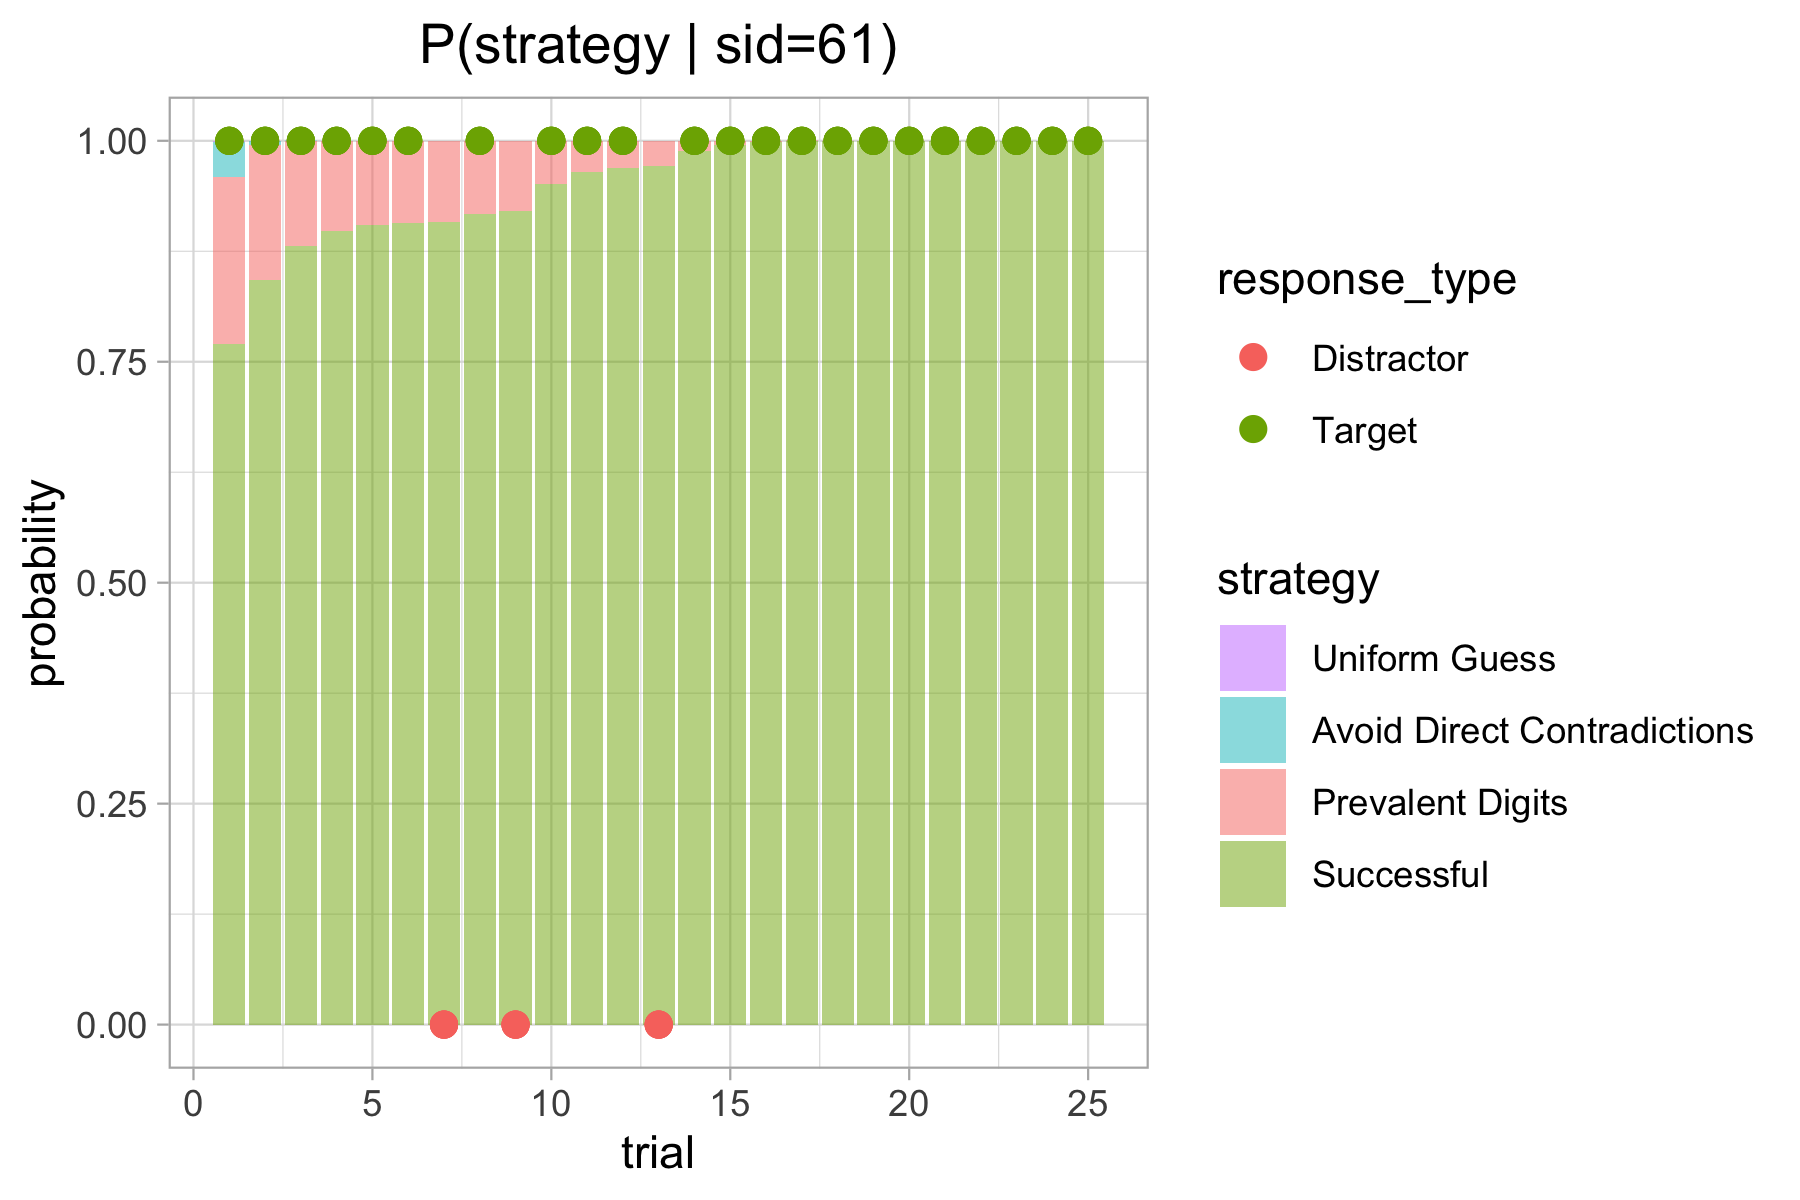 P(strategy | sid=61)
1.00
0.75
0.50
0.25
0.00
probability
0 5 10 15 20 25
trial
response_type
Distractor
Target
strategy
Uniform Guess
Avoid Direct Contradictions
Prevalent Digits
Successful